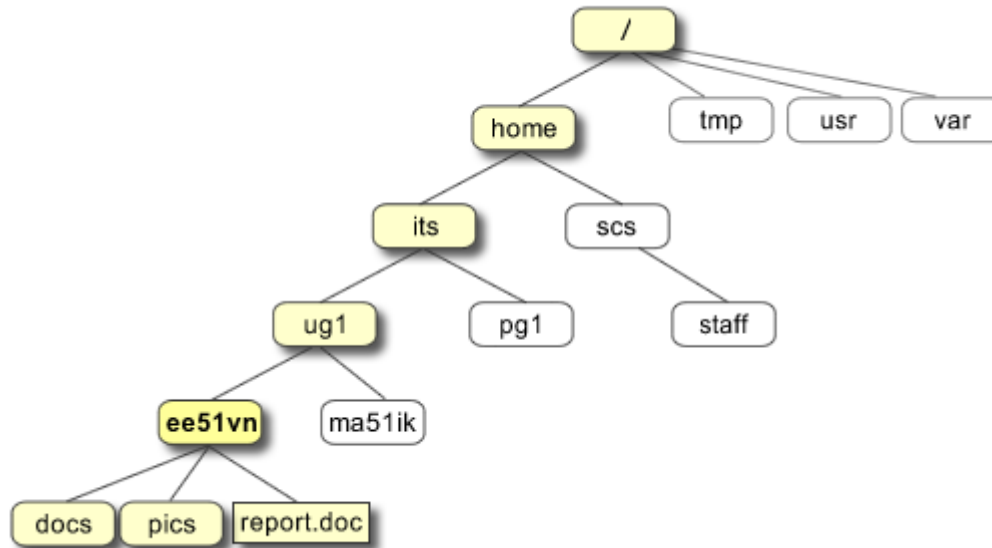 /
home
tmp
usr
var
its
scs
ug1
pg1
staff
ee51vn
ma51ik
docs
pics
report.doc